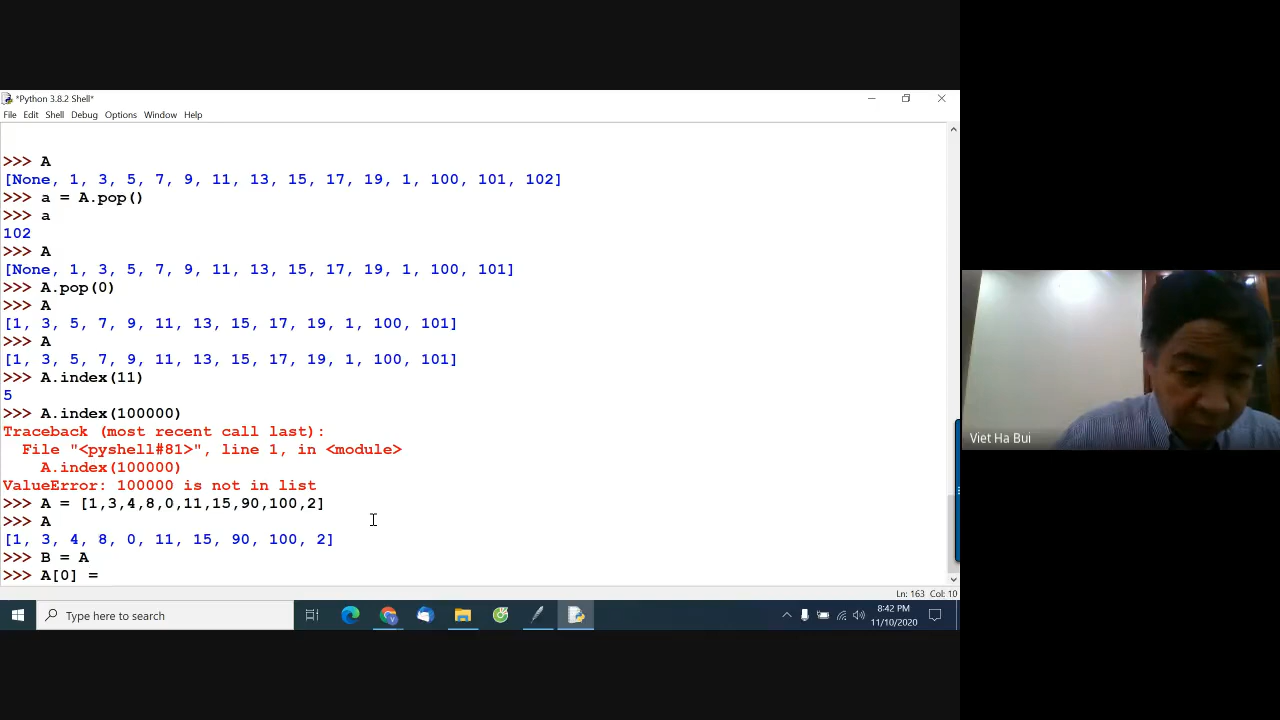 *Python 3.8.2 Shell*
File Edit Shell Debug Options Window Help
>>> A
[None, 1, 3, 5, 7, 9, 11, 13, 15, 17, 19, 1, 100, 101, 102]
>>> a = A.pop()
>>> a
102
>>> A
[None, 1, 3, 5, 7, 9, 11, 13, 15, 17, 19, 1, 100, 101]
>>> A.pop(0)
>>> A
[1, 3, 5, 7, 9, 11, 13, 15, 17, 19, 1, 100, 101]
>>> A
[1, 3, 5, 7, 9, 11, 13, 15, 17, 19, 1, 100, 101]
>>> A.index(11)
5
>>> A.index(100000)
Traceback (most recent call last):
  File "<pyshell#81>", line 1, in <module>
    A.index(100000)
ValueError: 100000 is not in list
>>> A = [1,3,4,8,0,11,15,90,100,2]
>>> A
[1, 3, 4, 8, 0, 11, 15, 90, 100, 2]
>>> B = A
>>> A[0] =
Ln: 163 Col: 10
Type here to search
8:42 PM
11/10/2020
Viet Ha Bui